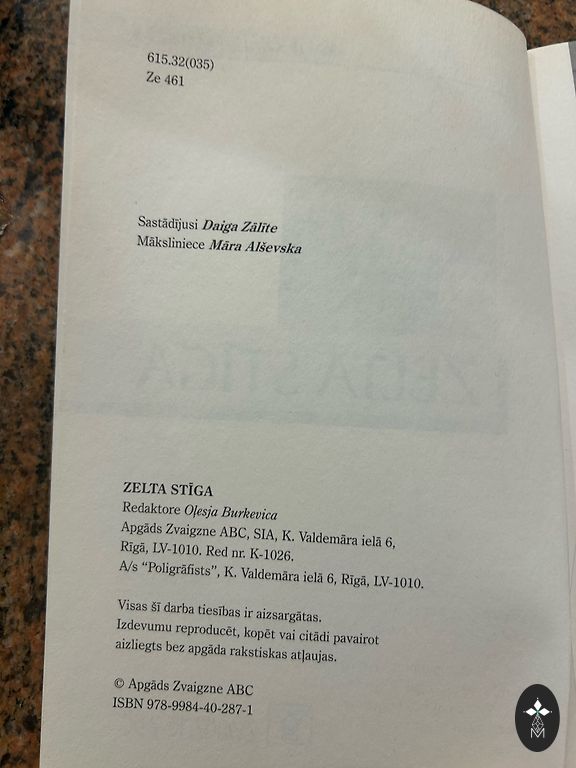 615.32(035)
Ze 461
Sastādījusi Daiga Zālīte
Māksliniece Māra Alševska
ZELTA STĪGA
Redaktore Oļesja Burkevica
Apgāds Zvaigzne ABC, SIA, K. Valdemāra ielā 6,
Rīgā, LV-1010. Red nr. K-1026.
A/s “Poligrāfists”, K. Valdemāra ielā 6, Rīgā, LV-1010.
Visas šī darba tiesības ir aizsargātas.
Izdevumu reproducēt, kopēt vai citādi pavairot
aizliegts bez apgāda rakstiskas atļaujas.
© Apgāds Zvaigzne ABC
ISBN 978-9984-40-287-1
M